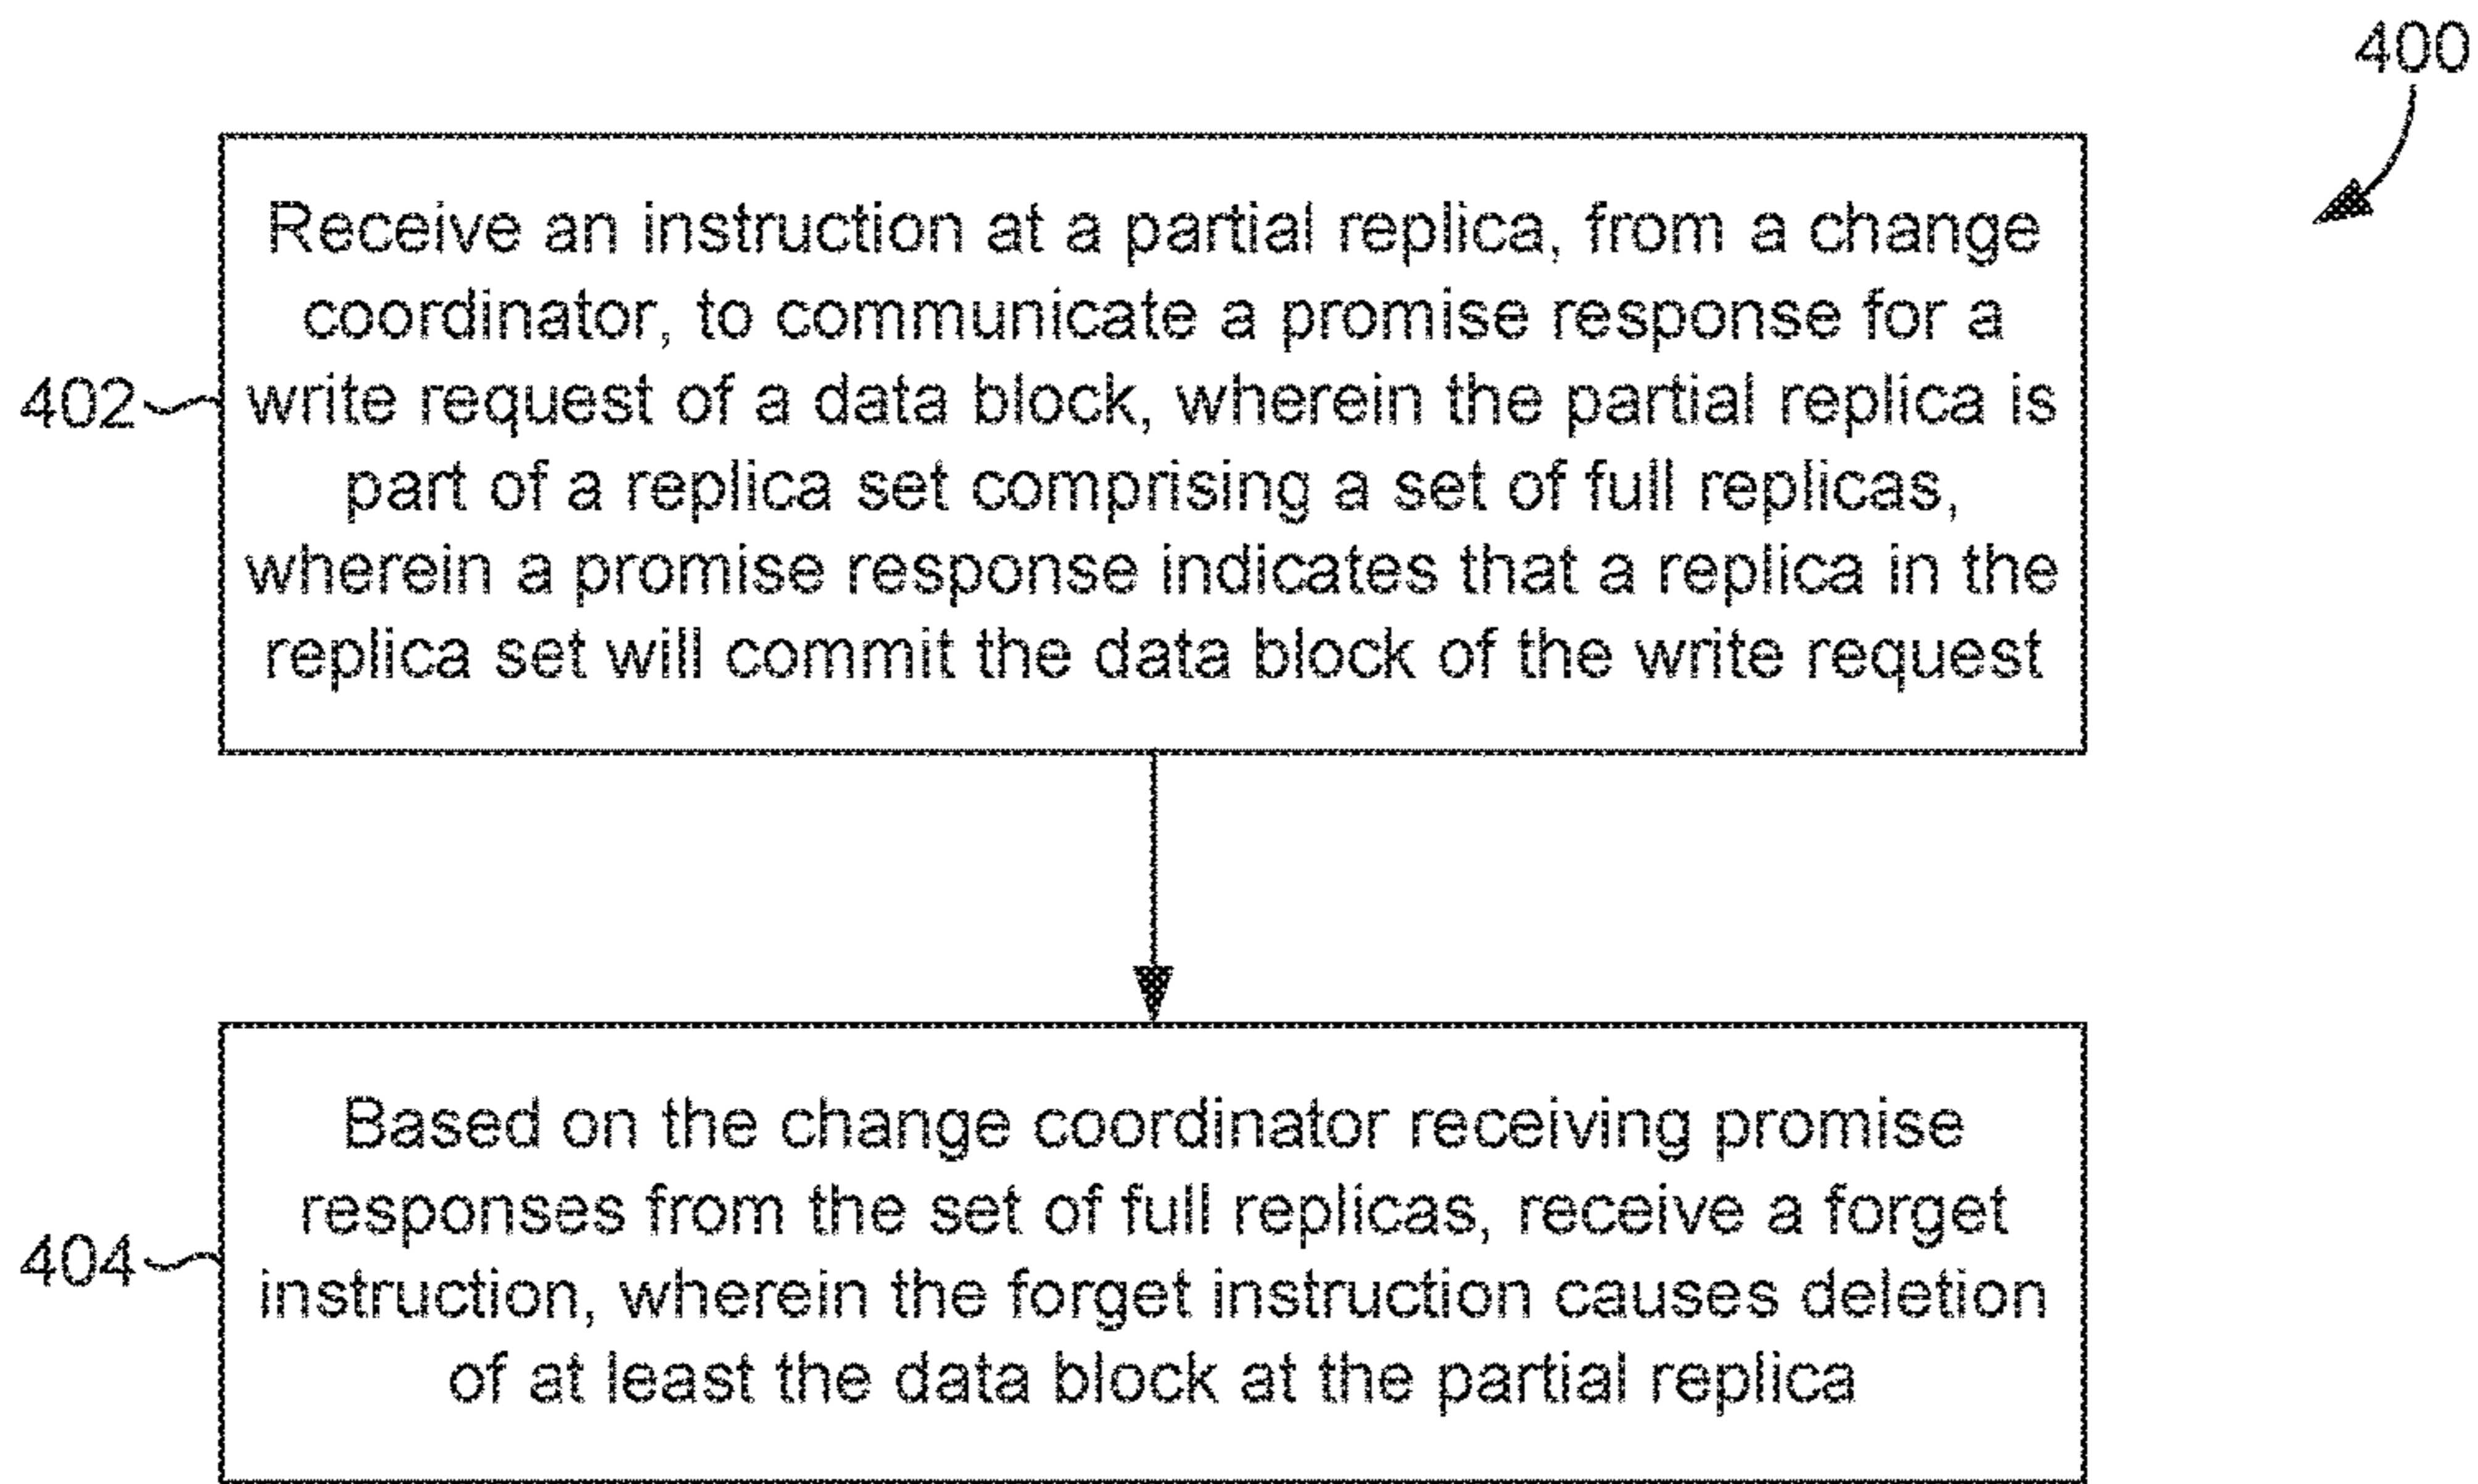 400
Receive an instruction at a partial replica, from a change
coordinator, to communicate a promise response for a
402
write request of a data block, wherein the partial replica is
part of a replica set comprising a set of full replicas,
wherein a promise response indicates that a replica in the
replica set will commit the data block of the write request
Based on the change coordinator receiving promise
responses from the set of full replicas, receive a forget
404
instruction, wherein the forget instruction causes deletion
of at least the data block at the partial replica